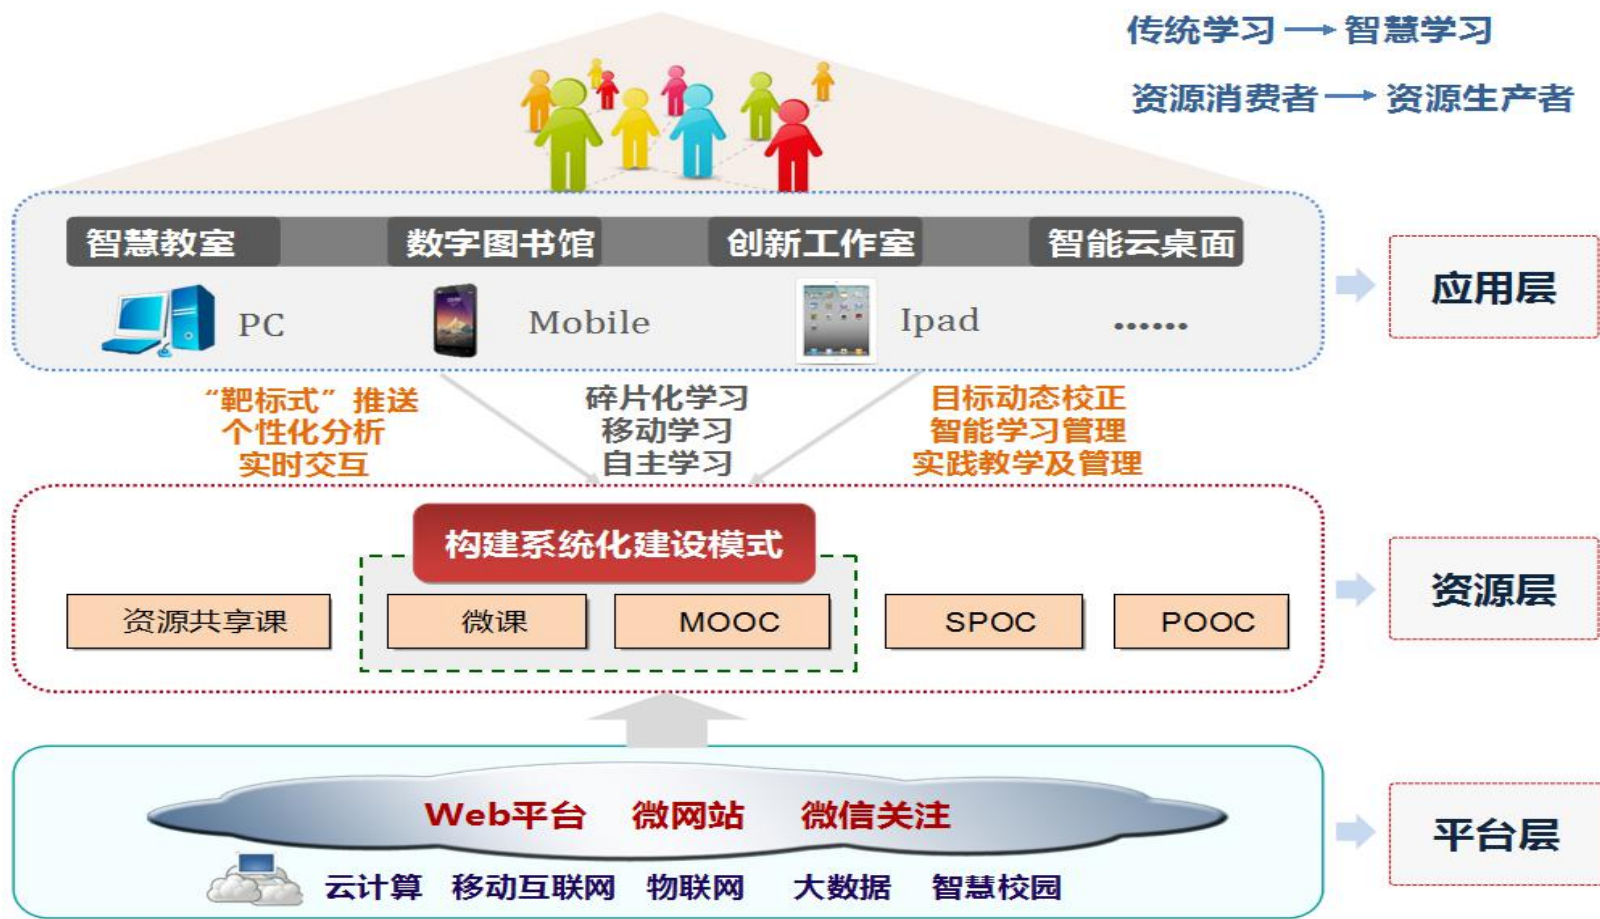 传统学习 → 智慧学习
资源消费者 → 资源生产者
智慧教室 数字图书馆 创新工作室 智能云桌面
PC Mobile Ipad ······
应用层
“靶标式”推送
个性化分析
实时交互
碎片化学习
移动学习
自主学习
目标动态校正
智能学习管理
实践教学及管理
构建系统化建设模式
资源共享课 微课 MOOC SPOC POOC
资源层
Web平台 微网站 微信关注
云计算 移动互联网 物联网 大数据 智慧校园
平台层